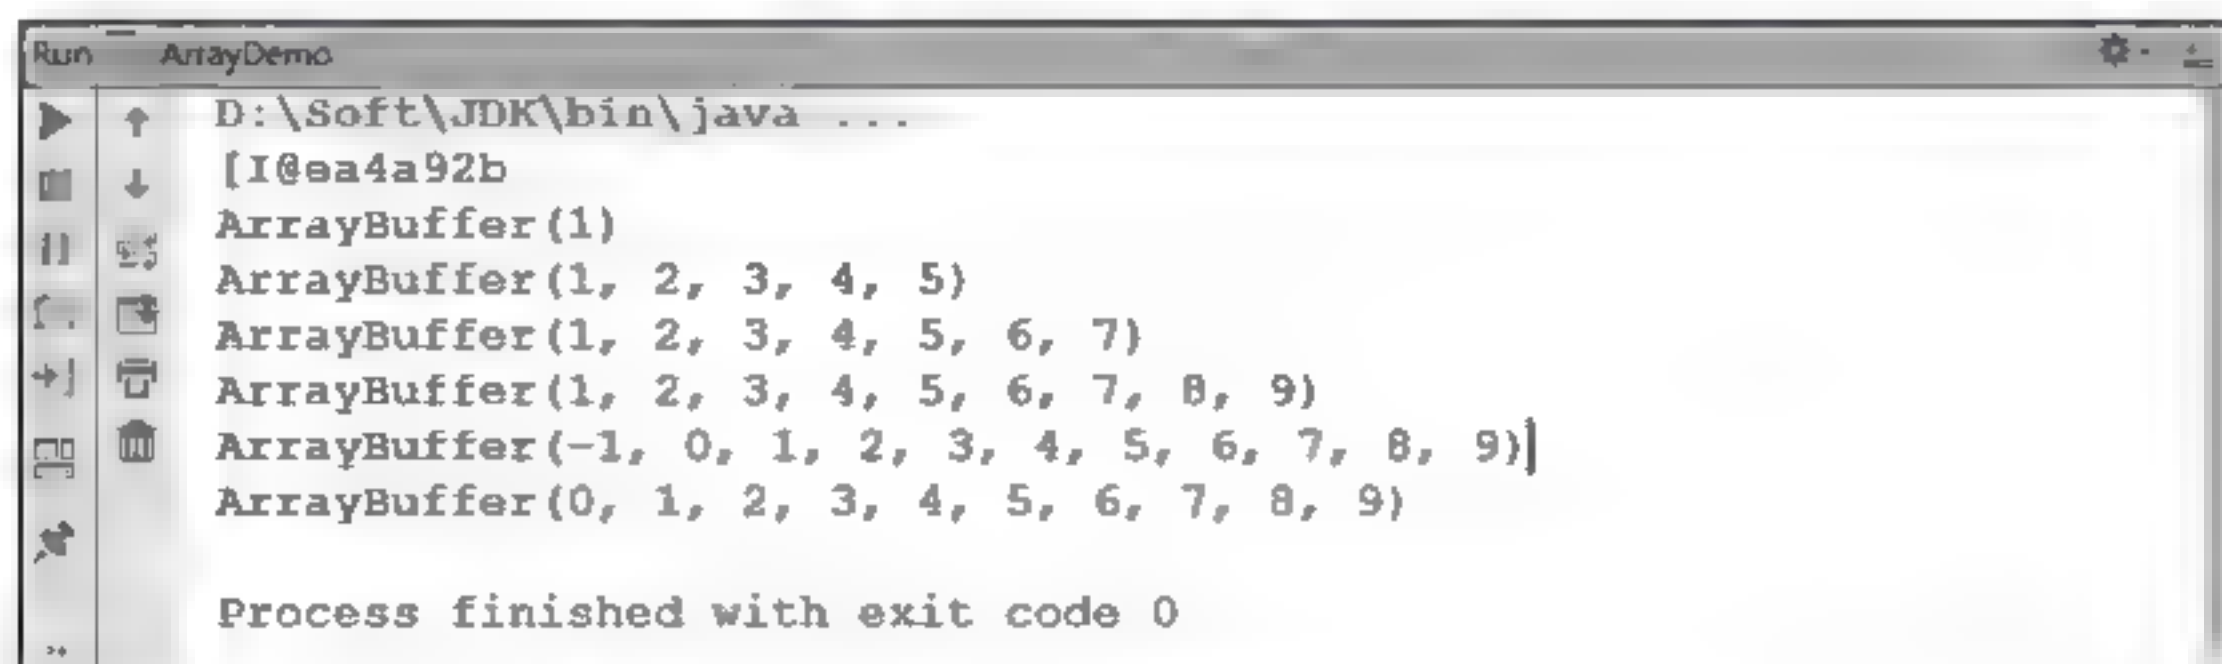 Run ArrayDemo
D:\Soft\JDK\bin\java ...
[I@ea4a92b
ArrayBuffer(1)
ArrayBuffer(1, 2, 3, 4, 5)
ArrayBuffer(1, 2, 3, 4, 5, 6, 7)
ArrayBuffer(1, 2, 3, 4, 5, 6, 7, 8, 9)
ArrayBuffer(-1, 0, 1, 2, 3, 4, 5, 6, 7, 8, 9)
ArrayBuffer(0, 1, 2, 3, 4, 5, 6, 7, 8, 9)
Process finished with exit code 0